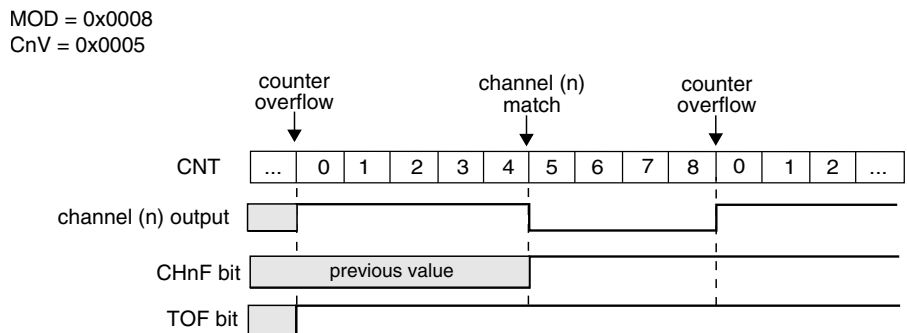 MOD = 0x0008
CnV = 0x0005
counter
overflow
channel (n)
match
counter
overflow
CNT ... 0 1 2 3 4 5 6 7 8 0 1 2 ...
channel (n) output
CHnF bit previous value
TOF bit